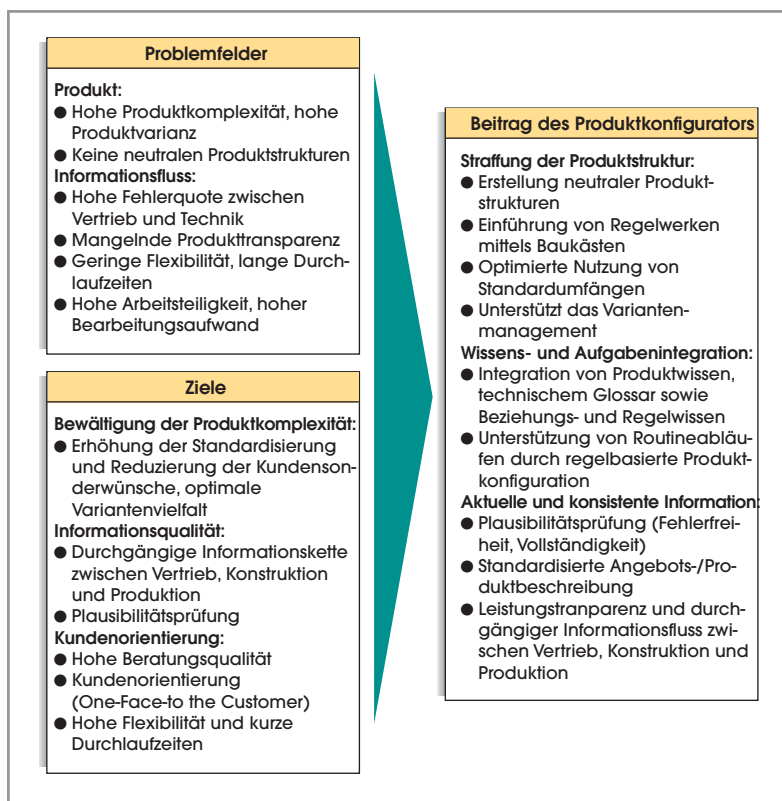 Problemfelder
Produkt:
● Hohe Produktkomplexität, hohe
Produktvarianz
● Keine neutralen Produktstrukturen
Informationsfluss:
● Hohe Fehlerquote zwischen
Vertrieb und Technik
● Mangelnde Produkttransparenz
● Geringe Flexibilität, lange Durch-
laufzeiten
● Hohe Arbeitsteiligkeit, hoher
Bearbeitungsaufwand
Ziele
Bewältigung der Produktkomplexität:
● Erhöhung der Standardisierung
und Reduzierung der Kundenson-
derwünsche, optimale
Variantenvielfalt
Informationsqualität:
● Durchgängige Informationskette
zwischen Vertrieb, Konstruktion
und Produktion
● Plausibilitätsprüfung
Kundenorientierung:
● Hohe Beratungsqualität
● Kundenorientierung
(One-Face-to the Customer)
● Hohe Flexibilität und kurze
Durchlaufzeiten
Beitrag des Produktkonfigurators
Straffung der Produktstruktur:
● Erstellung neutraler Produkt-
strukturen
● Einführung von Regelwerken
mittels Baukästen
● Optimierte Nutzung von
Standardumfängen
● Unterstützt das Varianten-
management
Wissens- und Aufgabenintegration:
● Integration von Produktwissen,
technischem Glossar sowie
Beziehungs- und Regelwissen
● Unterstützung von Routineabläu-
fen durch regelbasierte Produkt-
konfiguration
Aktuelle und konsistente Information:
● Plausibilitätsprüfung (Fehlerfrei-
heit, Vollständigkeit)
● Standardisierte Angebots-/Pro-
duktbeschreibung
● Leistungstranparenz und durch-
gängiger Informationsfluss zwi-
schen Vertrieb, Konstruktion und
Produktion